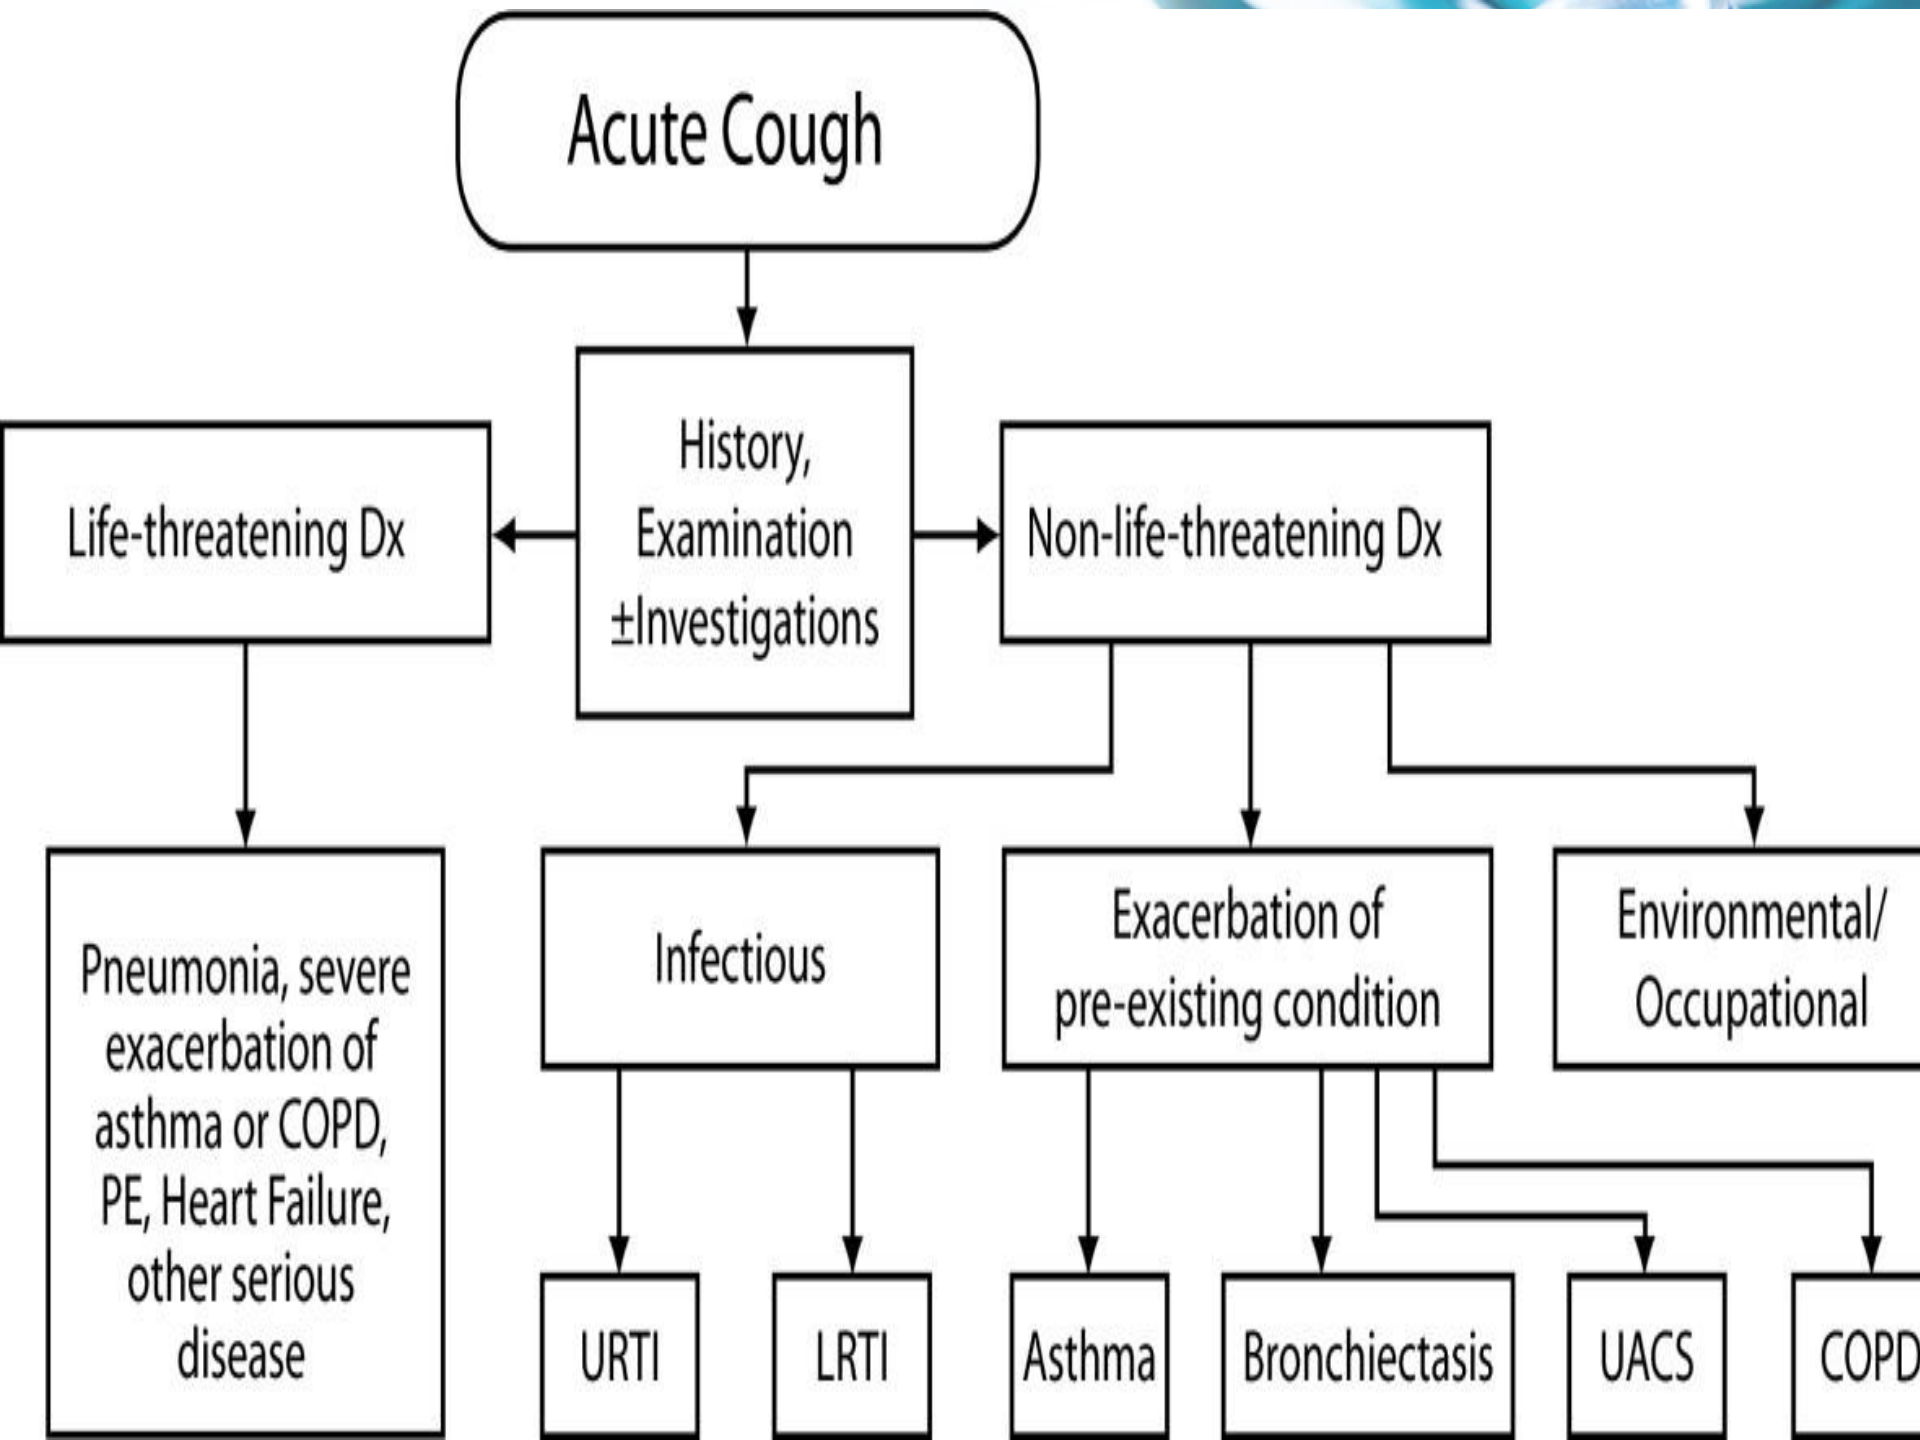 Acute Cough
History,
Examination
±Investigations
Life-threatening Dx
Non-life-threatening Dx
Pneumonia, severe
exacerbation of
asthma or COPD,
PE, Heart Failure,
other serious
disease
Infectious
Exacerbation of
pre-existing condition
Environmental/
Occupational
URTI
LRTI
Asthma
Bronchiectasis
UACS
COPD